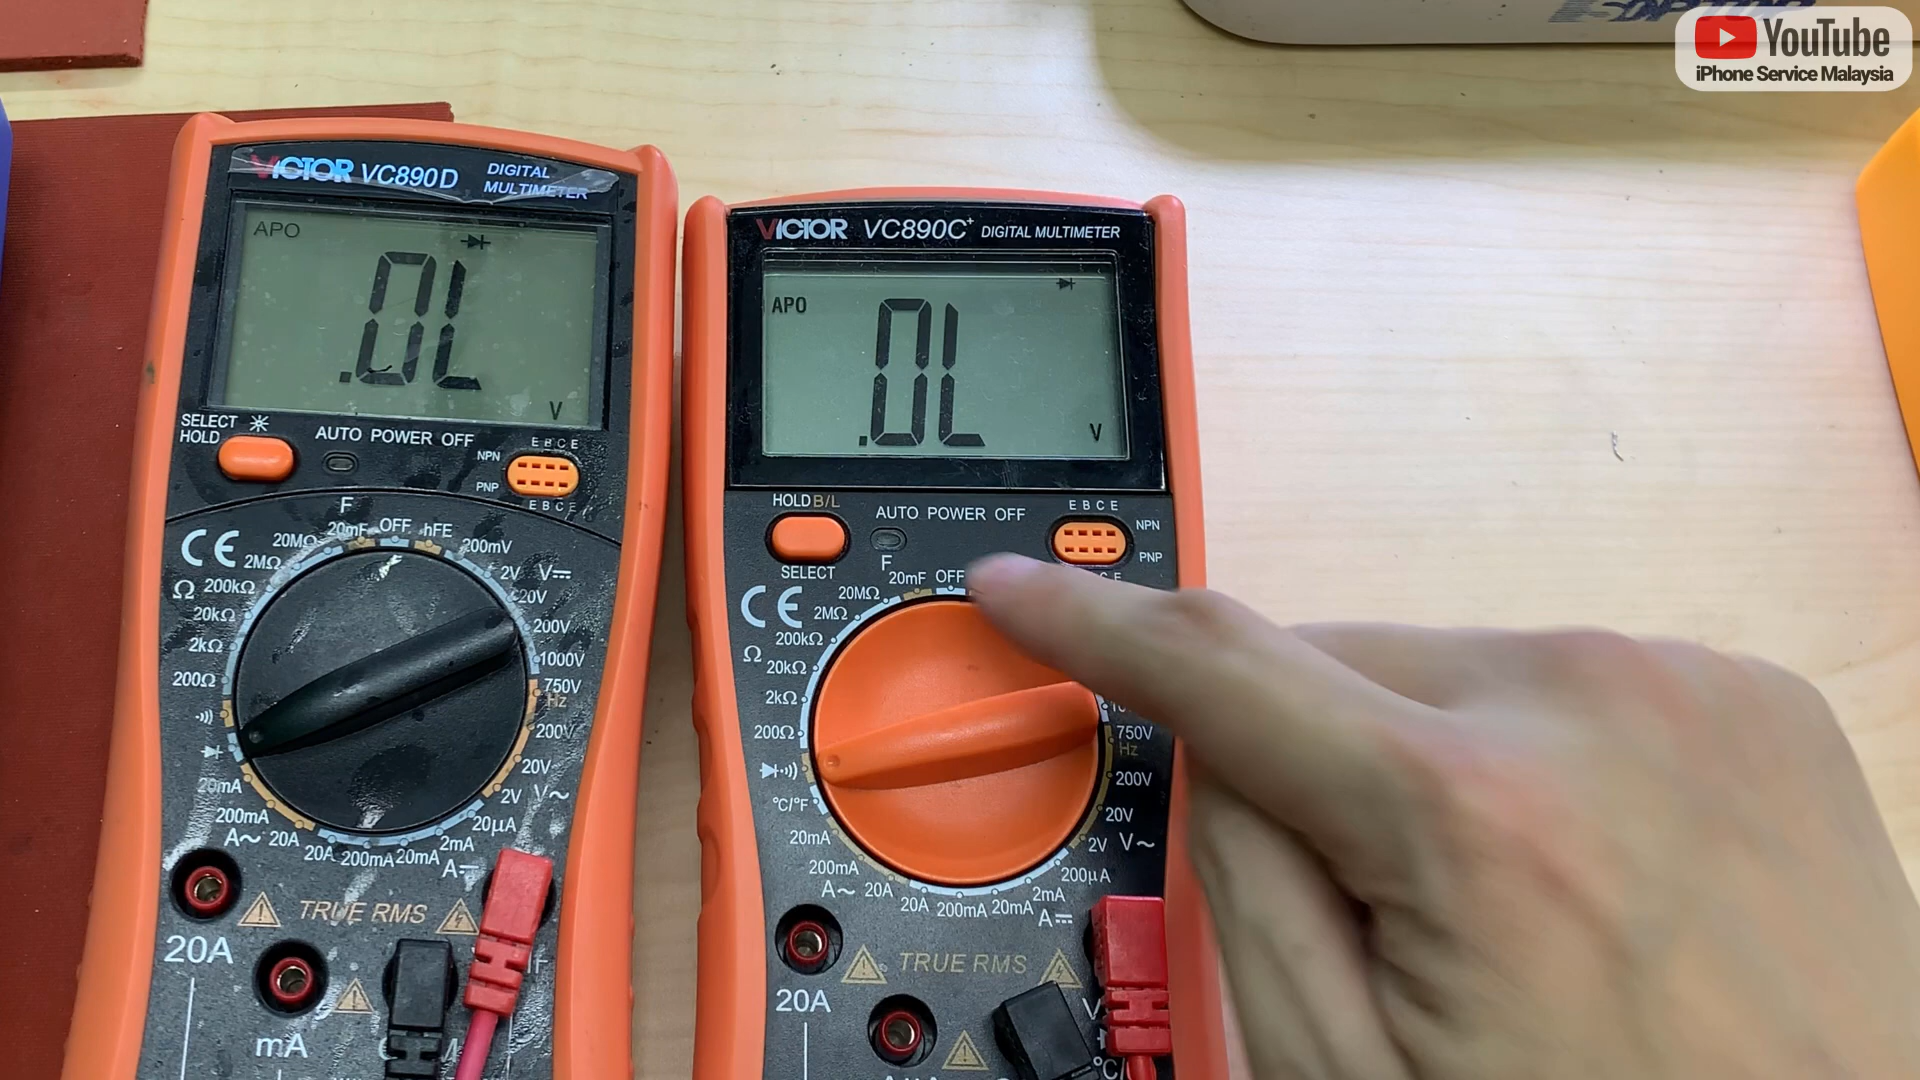 YouTube
iPhone Service Malaysia
VICTOR VC890D DIGITAL
MULTIMETER
APO
.0L
V
SELECT
HOLD
AUTO POWER OFF
E B C E
NPN
PNP
E B C E
F
20mF OFF hFE
CE
20MΩ
2MΩ
Ω 200kΩ
20kΩ
2kΩ
200Ω
20mA
200mA
A~ 20A
20A 200mA 20mA
2mA
A
20µA
200mV
2V V
20V
200V
1000V
750V
Hz
200V
20V
2V V~
TRUE RMS
20A
mA
VICTOR VC890C+ DIGITAL MULTIMETER
APO
.0L
V
HOLD B/L
SELECT
AUTO POWER OFF
E B C E
NPN
PNP
C E
F
20mF OFF
CE
20MΩ
2MΩ
200kΩ
Ω 20kΩ
2kΩ
200Ω
°C/°F
20mA
200mA
A~ 20A
20A 200mA 20mA 2mA
A
200µA
750V
Hz
200V
20V
2V V~
TRUE RMS
20A
V